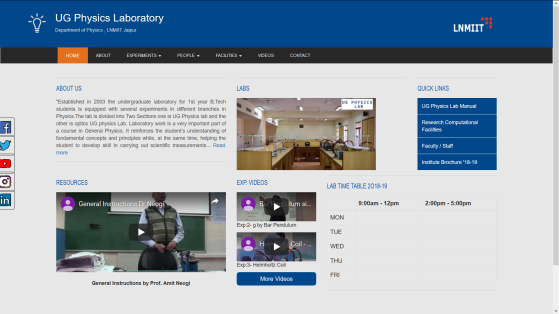 UG Physics Laboratory
Department of Physics , LNMIIT Jaipur
LNMIIT
HOME ABOUT EXPERIMENTS PEOPLE FACILITIES VIDEOS CONTACT
ABOUT US
"Established in 2003 the undergraduate laboratory for 1st year B.Tech
students is equipped with several experiments in different branches in
Physics.The lab is divided into Two Sections one is UG Physics lab and the
other is optics UG physics Lab. Laboratory work is a very important part of
a course in General Physics. It reinforces the student's understanding of
fundamental concepts and principles while, at the same time, helping the
student to develop skill in carrying out scientific measurements... Read
more
LABS
UG PHYSICS
LAB
QUICK LINKS
UG Physics Lab Manual
Research Computational
Facilities
Faculty / Staff
Institute Brochure '18-19
RESOURCES
General Instructions Dr.Neogi
General Instructions by Prof. Amit Neogi
EXP. VIDEOS
Exp:2- g by Bar Pendulum
Exp:3- Helmholtz Coil
More Videos
LAB TIME TABLE 2018-19
9:00am - 12pm 2:00pm - 5:00pm
MON
TUE
WED
THU
FRI